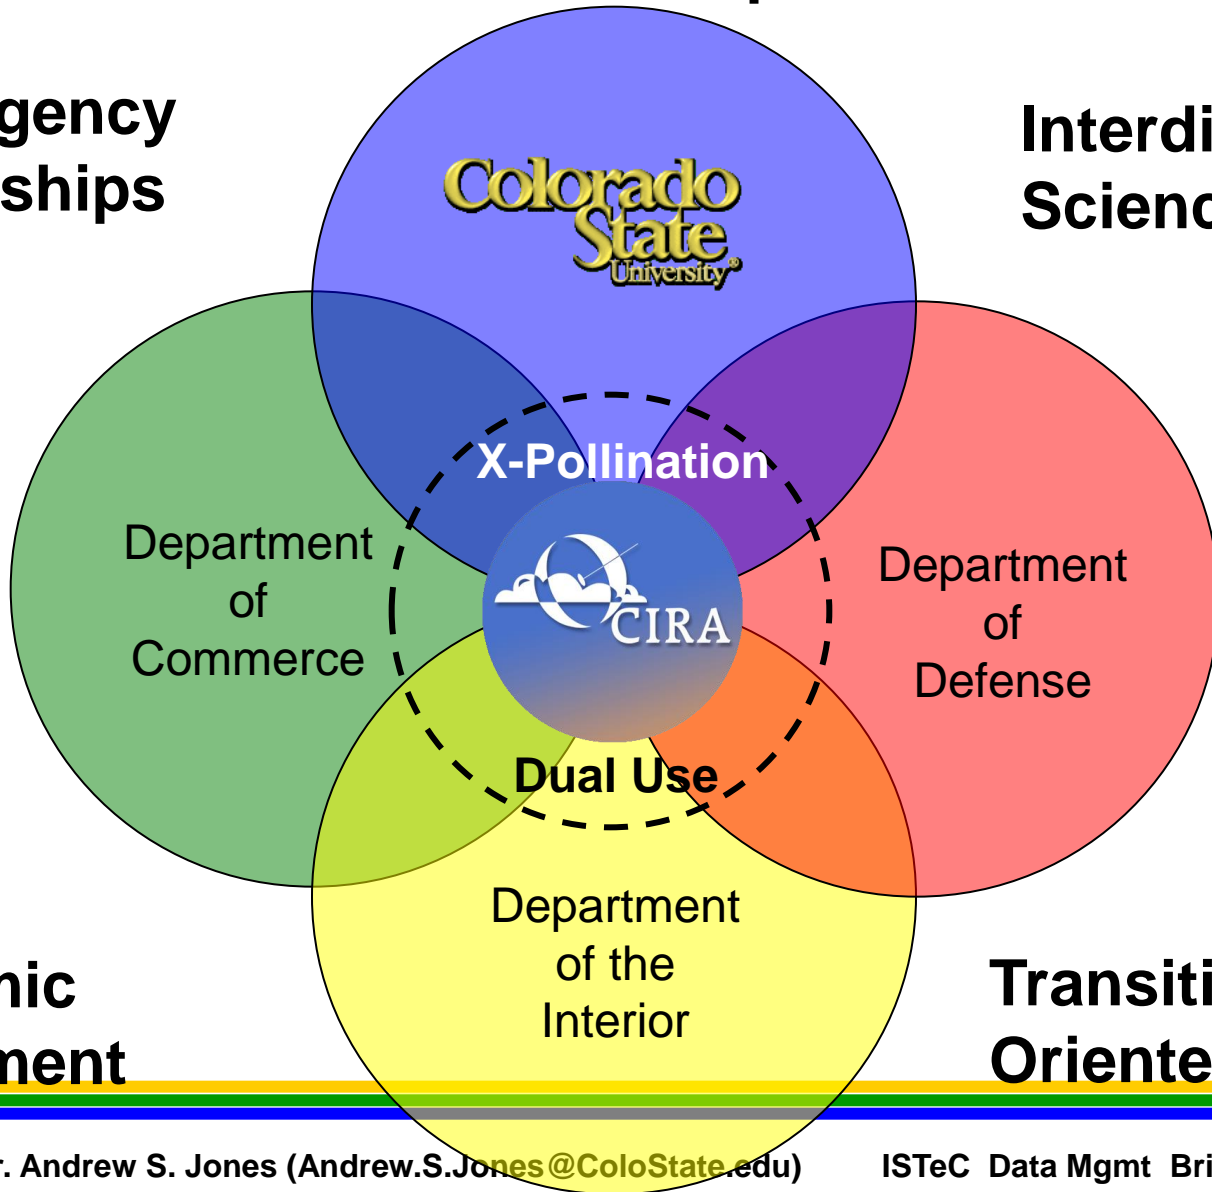 gency
ships
Interdi
Scienc
Colorado
State
University®
X-Pollination
Department
of
Commerce
CIRA
Department
of
Defense
Dual Use
Department
of the
Interior
nic
ment
Transiti
Oriente
r. Andrew S. Jones (Andrew.S.Jones@ColoState.edu)
ISTeC Data Mgmt Bri